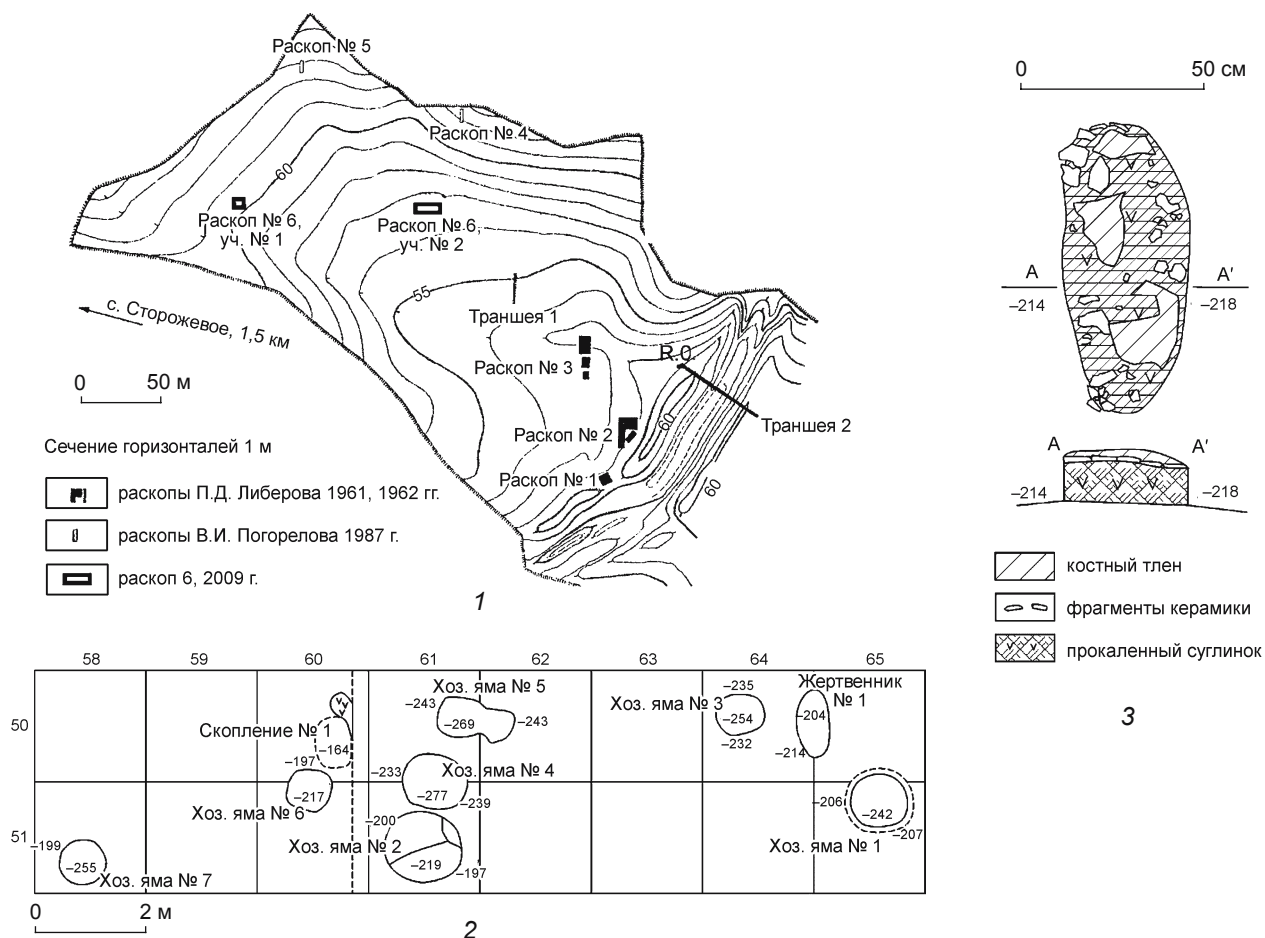 Раскоп № 5
Раскоп № 4
60
Раскоп № 6,
уч. № 1
Раскоп № 6,
уч. № 2
55
с. Сторожевое, 1,5 км
Траншея 1
Раскоп № 3
R.0.
Раскоп № 2
60
Траншея 2
Раскоп № 1
60
0 50 м
Сечение горизонталей 1 м
раскопы П.Д. Либерова 1961, 1962 гг.
раскопы В.И. Погорелова 1987 г.
раскоп 6, 2009 г.
1
0 50 см
А А′
–214 –218
А А′
–214 –218
костный тлен
фрагменты керамики
прокаленный суглинок
3
58 59 60 61 62 63 64 65
50
51
Скопление № 1
–164
–197
–217
Хоз. яма № 6
Хоз. яма № 5
–243
–269
–243
–233
Хоз. яма № 4
–277
–239
–200
Хоз. яма № 2
–219
–197
–199
–255
Хоз. яма № 7
–235
Хоз. яма № 3
–254
–232
Жертвенник
№ 1
–204
–214
–206
–242
–207
Хоз. яма № 1
0 2 м
2